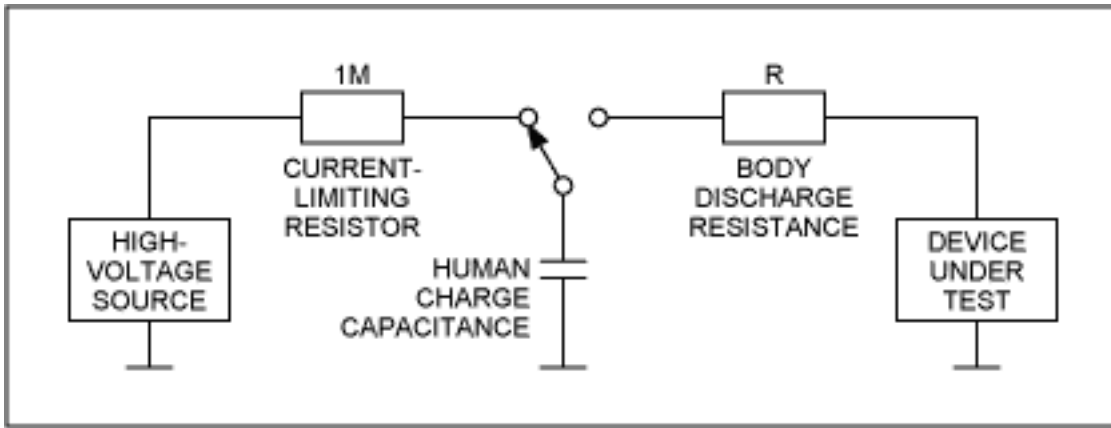 1M
CURRENT-
LIMITING
RESISTOR
R
BODY
DISCHARGE
RESISTANCE
HIGH-
VOLTAGE
SOURCE
HUMAN
CHARGE
CAPACITANCE
DEVICE
UNDER
TEST